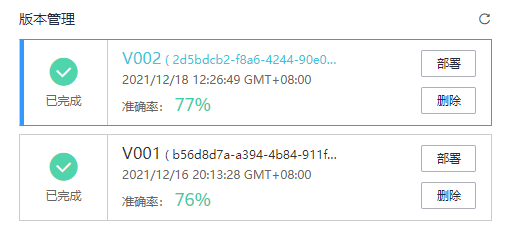 版本管理
V002 ( 2d5bdcb2-f8a6-4244-90e0...
部署
2021/12/18 12:26:49 GMT+08:00
已完成
准确率： 77%
删除
V001 ( b56d8d7a-a394-4b84-911f...
部署
2021/12/16 20:13:28 GMT+08:00
已完成
准确率： 76%
删除